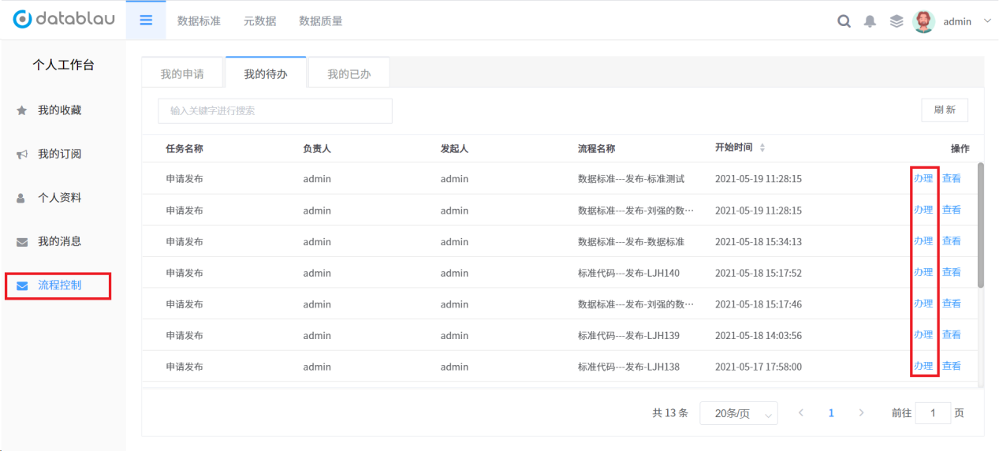 datablau 数据标准 元数据 数据质量 admin
个人工作台
我的收藏
我的订阅
个人资料
我的消息
流程控制
我的申请 我的待办 我的已办
输入关键字进行搜索 刷 新
任务名称 负责人 发起人 流程名称 开始时间 操作
申请发布 admin admin 数据标准---发布-标准测试 2021-05-19 11:28:15 办理 查看
申请发布 admin admin 数据标准---发布-刘强的数… 2021-05-19 11:28:15 办理 查看
申请发布 admin admin 数据标准---发布-数据标准 2021-05-18 15:34:13 办理 查看
申请发布 admin admin 标准代码---发布-LJH140 2021-05-18 15:17:52 办理 查看
申请发布 admin admin 数据标准---发布-刘强的数… 2021-05-18 15:17:46 办理 查看
申请发布 admin admin 标准代码---发布-LJH139 2021-05-18 14:03:56 办理 查看
申请发布 admin admin 标准代码---发布-LJH138 2021-05-17 17:58:00 办理 查看
共 13 条 20条/页 1 前往 1 页